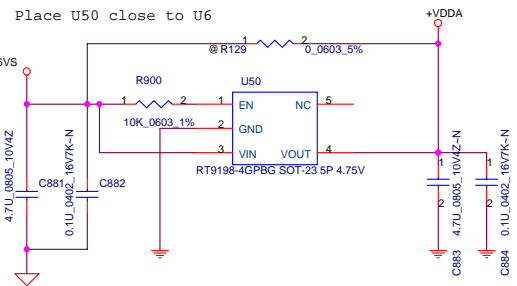 Place U50 close to U6
+VDDA
1
2
@ R129
0_0603_5%
5VS
R900
1
2
10K_0603_1%
U50
1
EN
NC
5
2
GND
3
VIN
VOUT
4
RT9198-4GPBG SOT-23 5P 4.75V
C881
4.7U_0805_10V4Z
C882
0.1U_0402_16V7K~N
1
2
C883
4.7U_0805_10V4Z~N
1
2
C884
0.1U_0402_16V7K~N